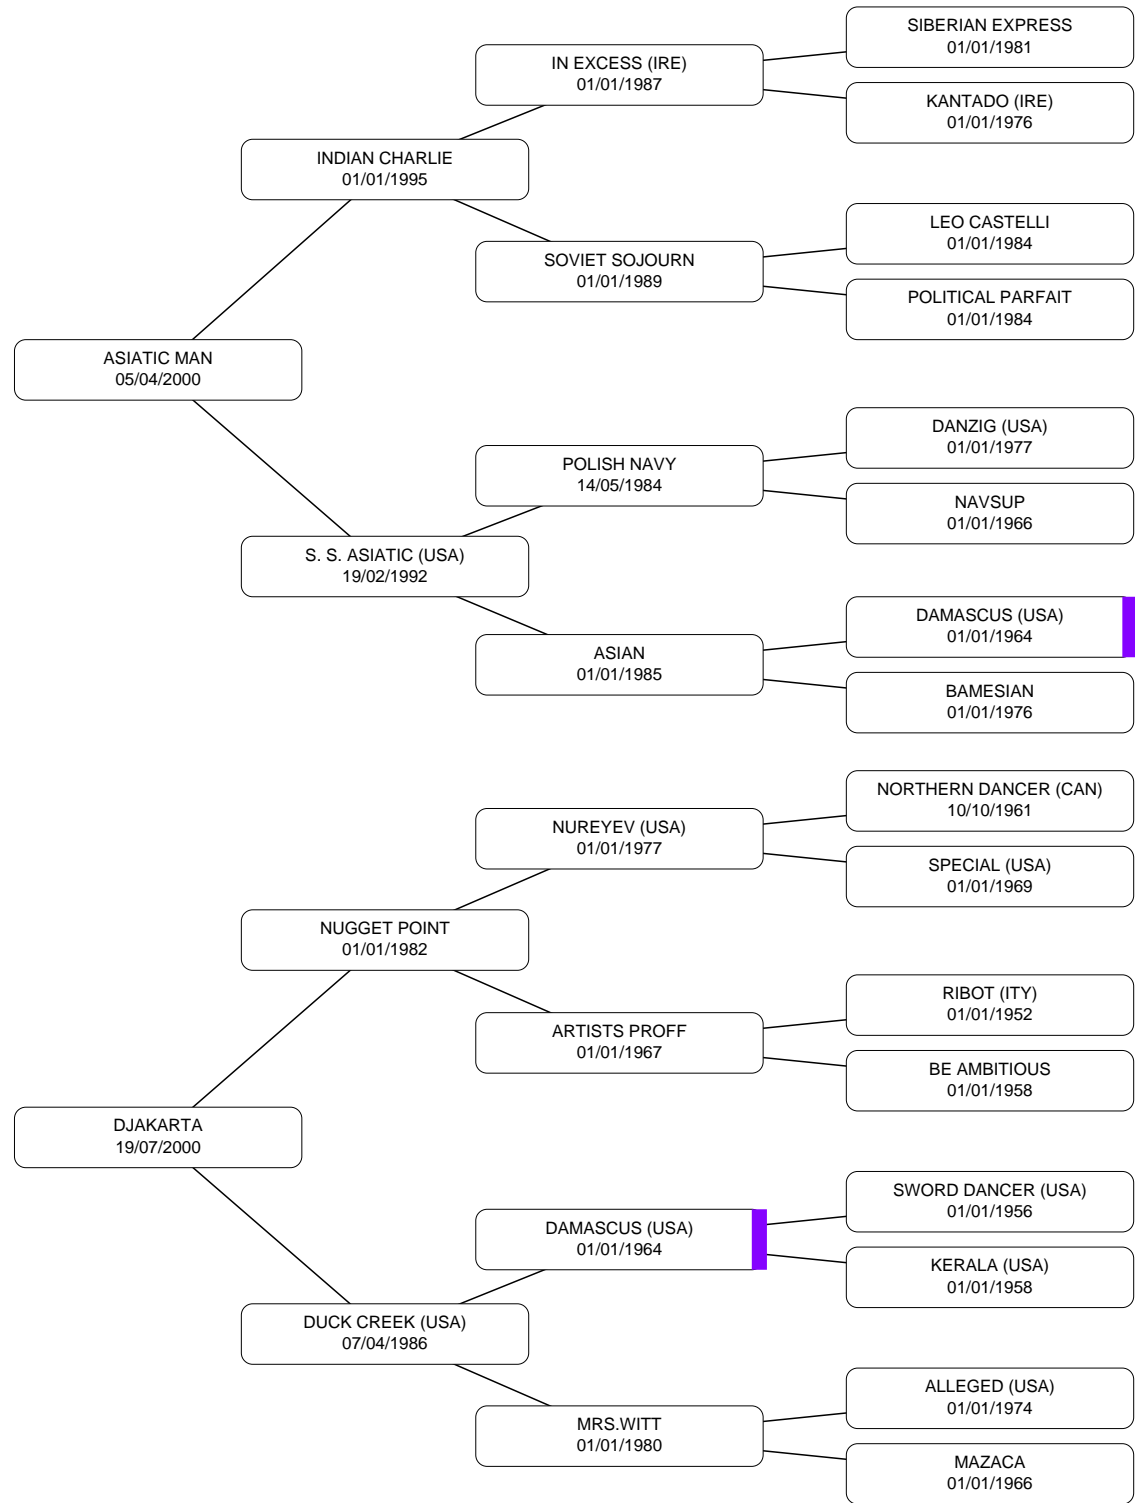 SIBERIAN EXPRESS
01/01/1981
IN EXCESS (IRE)
01/01/1987
KANTADO (IRE)
01/01/1976
INDIAN CHARLIE
01/01/1995
LEO CASTELLI
01/01/1984
SOVIET SOJOURN
01/01/1989
POLITICAL PARFAIT
01/01/1984
ASIATIC MAN
05/04/2000
DANZIG (USA)
01/01/1977
POLISH NAVY
14/05/1984
NAVSUP
01/01/1966
S. S. ASIATIC (USA)
19/02/1992
DAMASCUS (USA)
01/01/1964
ASIAN
01/01/1985
BAMESIAN
01/01/1976
NORTHERN DANCER (CAN)
10/10/1961
NUREYEV (USA)
01/01/1977
SPECIAL (USA)
01/01/1969
NUGGET POINT
01/01/1982
RIBOT (ITY)
01/01/1952
ARTISTS PROFF
01/01/1967
BE AMBITIOUS
01/01/1958
DJAKARTA
19/07/2000
SWORD DANCER (USA)
01/01/1956
DAMASCUS (USA)
01/01/1964
KERALA (USA)
01/01/1958
DUCK CREEK (USA)
07/04/1986
ALLEGED (USA)
01/01/1974
MRS.WITT
01/01/1980
MAZACA
01/01/1966